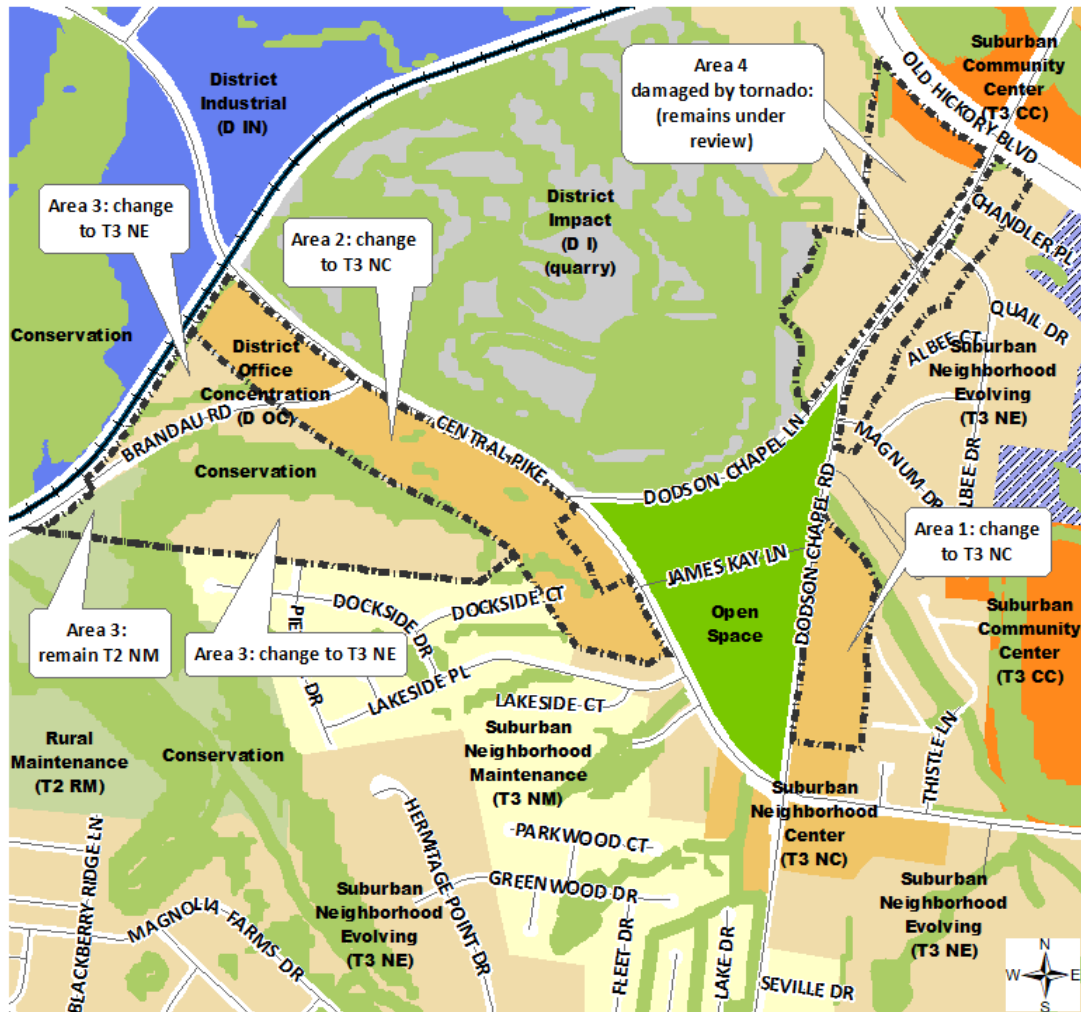 District
Industrial
(D IN)
Area 4
damaged by tornado:
(remains under
review)
Suburban
Community
Center
(T3 CC)
OLD HICKORY BLVD
Area 3: change
to T3 NE
Area 2: change
to T3 NC
District
Impact
(D I)
(quarry)
CHANDLER PL
QUAIL DR
ALBEE CT
Suburban
Neighborhood
Evolving
(T3 NE)
Conservation
District
Office
Concentration
(D OC)
BRANDAU RD
CENTRAL PIKE
DODSON CHAPEL LN
MAGNUM DR
ALBEE DR
Conservation
DODSON CHAPEL RD
Area 1: change
to T3 NC
JAMES KAY LN
Open
Space
DOCKSIDE DR
DOCKSIDE CT
PIE
DR
Area 3:
remain T2 NM
Area 3: change to T3 NE
LAKESIDE PL
LAKESIDE CT
Suburban
Community
Center
(T3 CC)
Rural
Maintenance
(T2 RM)
Conservation
Suburban
Neighborhood
Maintenance
(T3 NM)
THISTLE LN
Suburban
Neighborhood
Center
(T3 NC)
HERMITAGE POINT DR
PARKWOOD CT
GREENWOOD DR
BLACKBERRY RIDGE LN
MAGNOLIA FARMS DR
Suburban
Neighborhood
Evolving
(T3 NE)
FLEET DR
LAKE DR
SEVILLE DR
Suburban
Neighborhood
Evolving
(T3 NE)
N
W
E
S